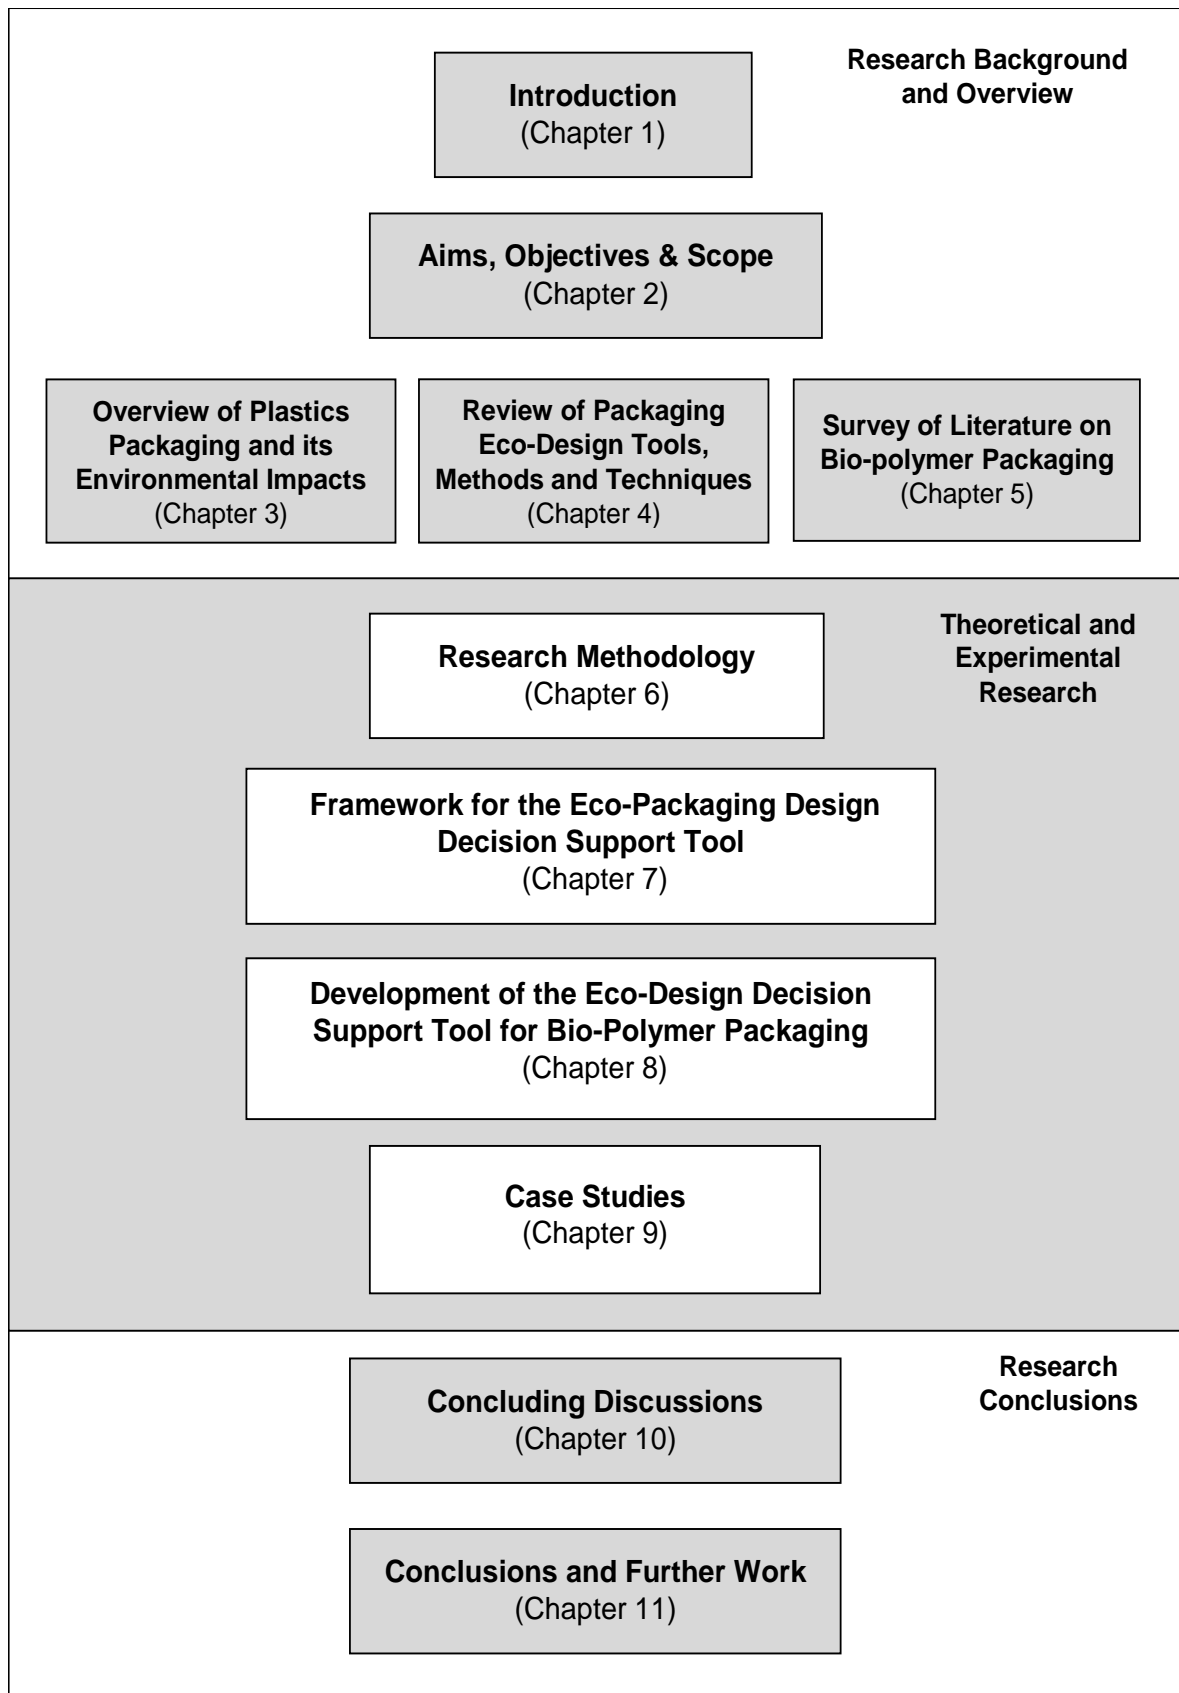 Research Background
and Overview
Introduction
(Chapter 1)
Aims, Objectives & Scope
(Chapter 2)
Overview of Plastics
Packaging and its
Environmental Impacts
(Chapter 3)
Review of Packaging
Eco-Design Tools,
Methods and Techniques
(Chapter 4)
Survey of Literature on
Bio-polymer Packaging
(Chapter 5)
Theoretical and
Experimental
Research
Research Methodology
(Chapter 6)
Framework for the Eco-Packaging Design
Decision Support Tool
(Chapter 7)
Development of the Eco-Design Decision
Support Tool for Bio-Polymer Packaging
(Chapter 8)
Case Studies
(Chapter 9)
Research
Conclusions
Concluding Discussions
(Chapter 10)
Conclusions and Further Work
(Chapter 11)